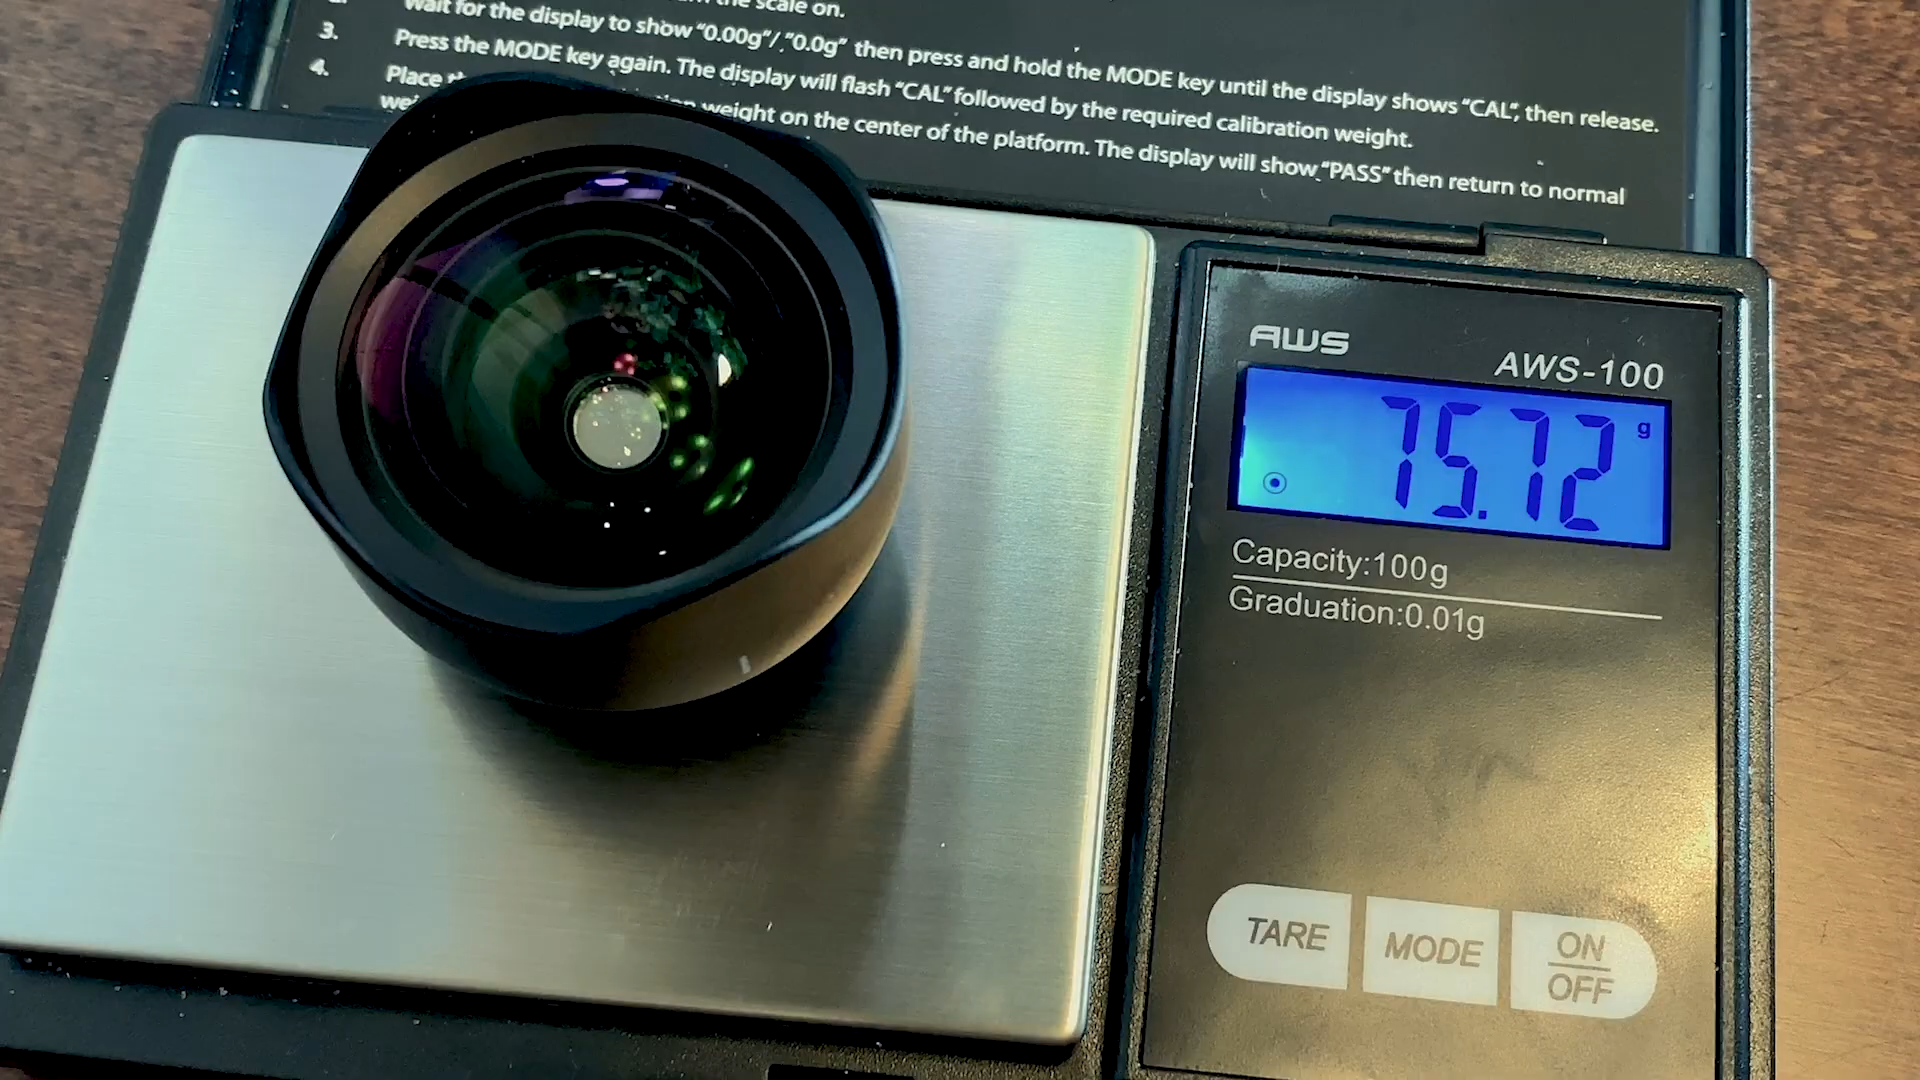 the scale on.
2. Wait for the display to show “0.00g”/ ”0.0g” then press and hold the MODE key until the display shows “CAL”, then release.
3. Press the MODE key again. The display will flash “CAL” followed by the required calibration weight.
4. Place weight on the center of the platform. The display will show “PASS” then return to normal
AWS
AWS-100
75.72 g
Capacity:100g
Graduation:0.01g
TARE MODE ON
OFF